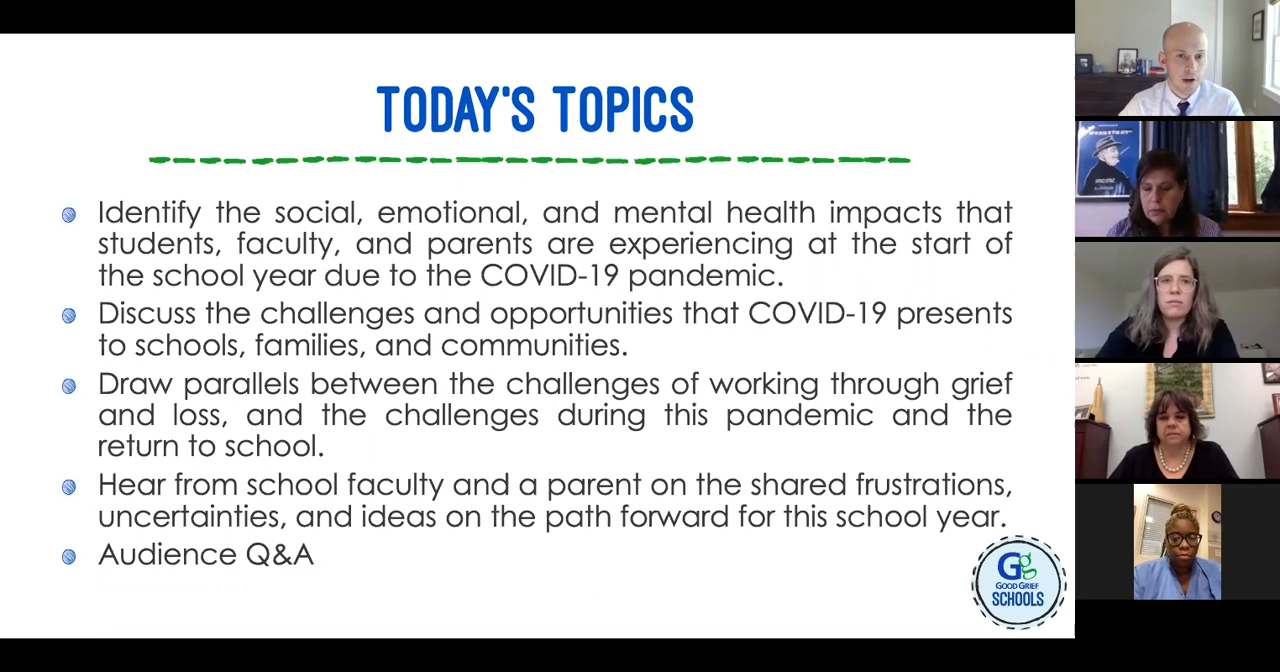 TODAY'S TOPICS
Identify the social, emotional, and mental health impacts that
students, faculty, and parents are experiencing at the start of
the school year due to the COVID-19 pandemic.
Discuss the challenges and opportunities that COVID-19 presents
to schools, families, and communities.
Draw parallels between the challenges of working through grief
and loss, and the challenges during this pandemic and the
return to school.
Hear from school faculty and a parent on the shared frustrations,
uncertainties, and ideas on the path forward for this school year.
Audience Q&A
Gg
GOOD GRIEF
SCHOOLS